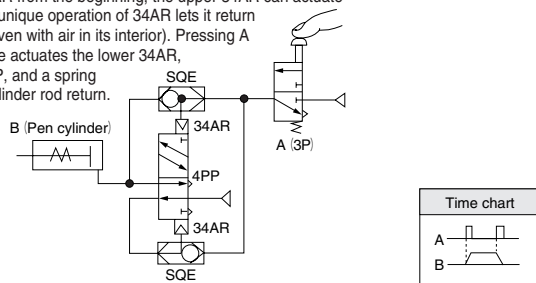 AR from the beginning, the upper 34AR can actuate
unique operation of 34AR lets it return
ven with air in its interior). Pressing A
e actuates the lower 34AR,
P, and a spring
linder rod return.
SQE
34AR
B (Pen cylinder)
4PP
A (3P)
34AR
SQE
Time chart
A
B